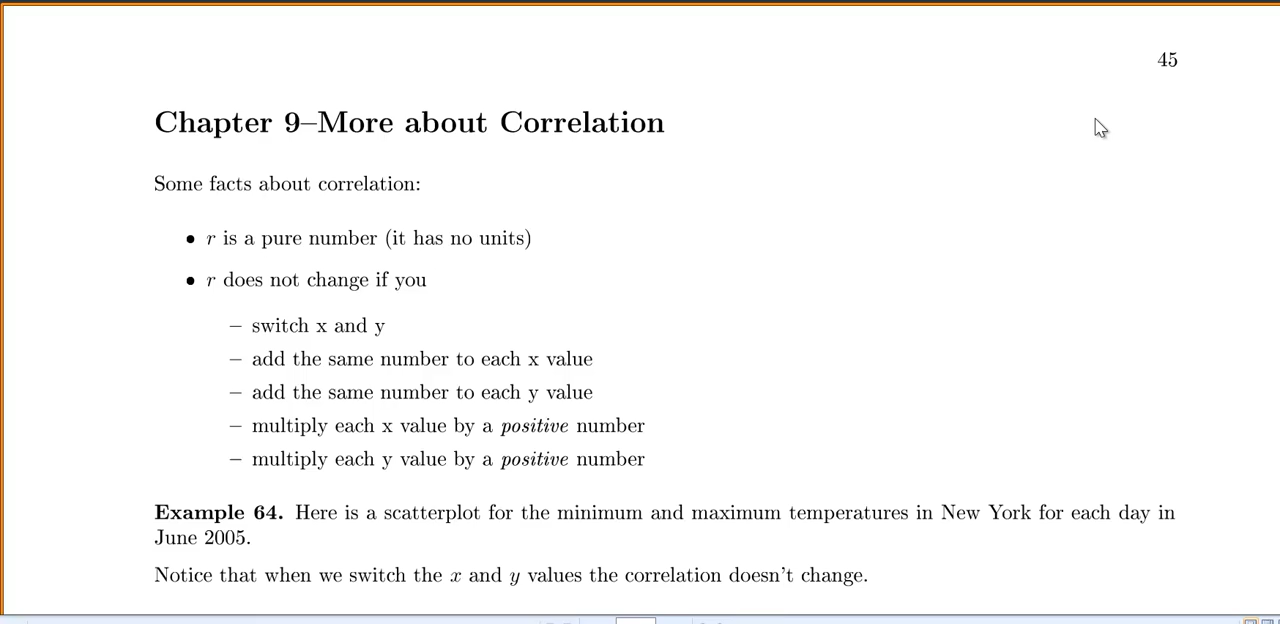 45
Chapter 9–More about Correlation
Some facts about correlation:
• r is a pure number (it has no units)
• r does not change if you
– switch x and y
– add the same number to each x value
– add the same number to each y value
– multiply each x value by a positive number
– multiply each y value by a positive number
Example 64. Here is a scatterplot for the minimum and maximum temperatures in New York for each day in
June 2005.
Notice that when we switch the x and y values the correlation doesn't change.